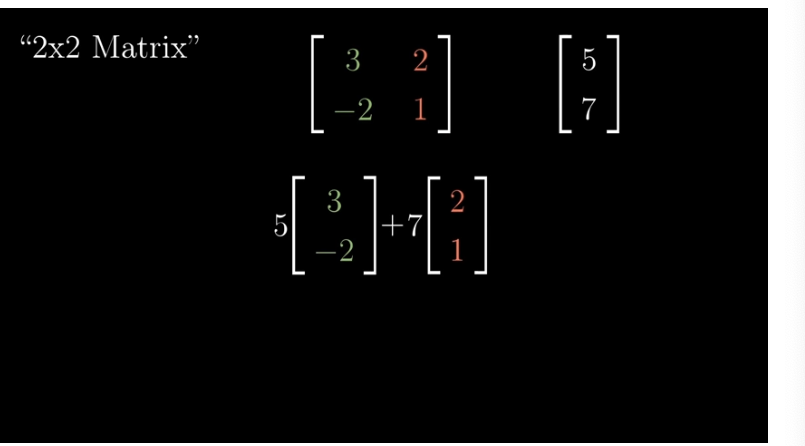 “2x2 Matrix”
[3 2] [5]
[−2 1] [7]
5[3]+7[2]
[−2] [1]